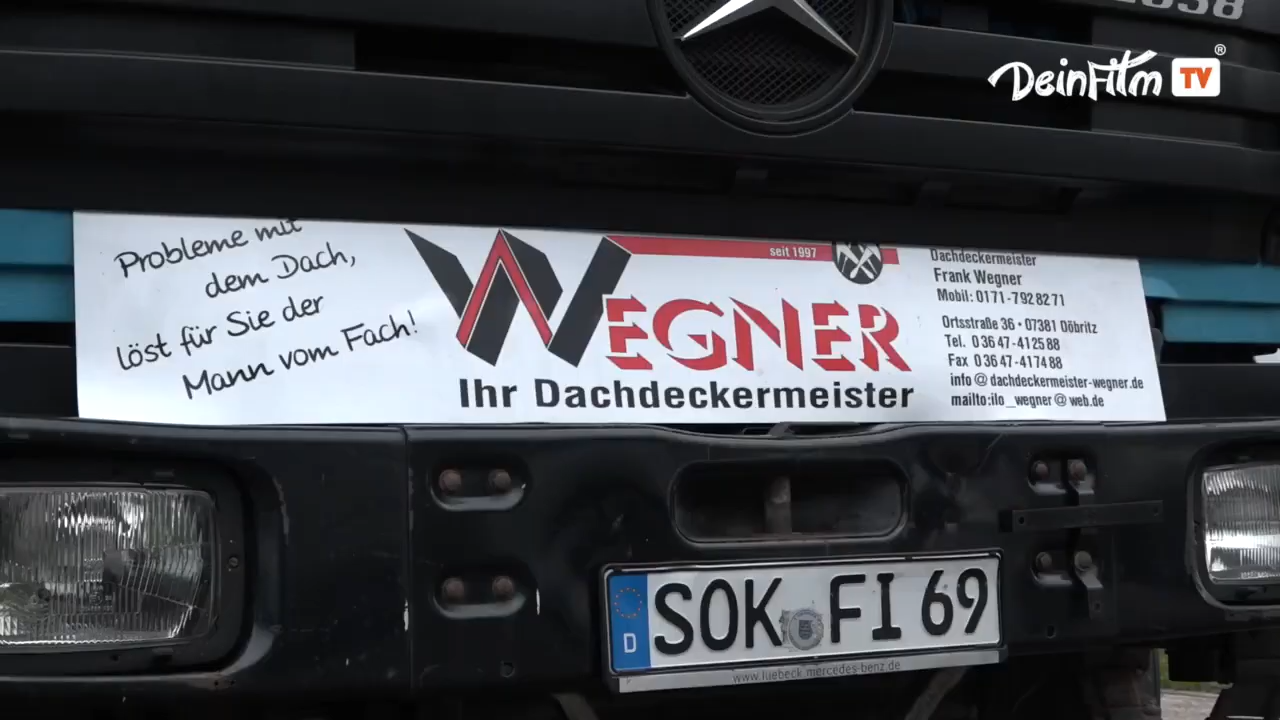 2638
DeinFilm TV ®
Probleme mit
dem Dach,
löst für Sie der
Mann vom Fach!
WEGNER
seit 1997
Ihr Dachdeckermeister
Dachdeckermeister
Frank Wegner
Mobil: 0171-7928271
Ortsstraße 36 • 07381 Döbritz
Tel. 03647-412588
Fax 03647-417488
info@dachdeckermeister-wegner.de
mailto:ilo_wegner@web.de
D
SOK FI 69
www.luebeck.mercedes-benz.de